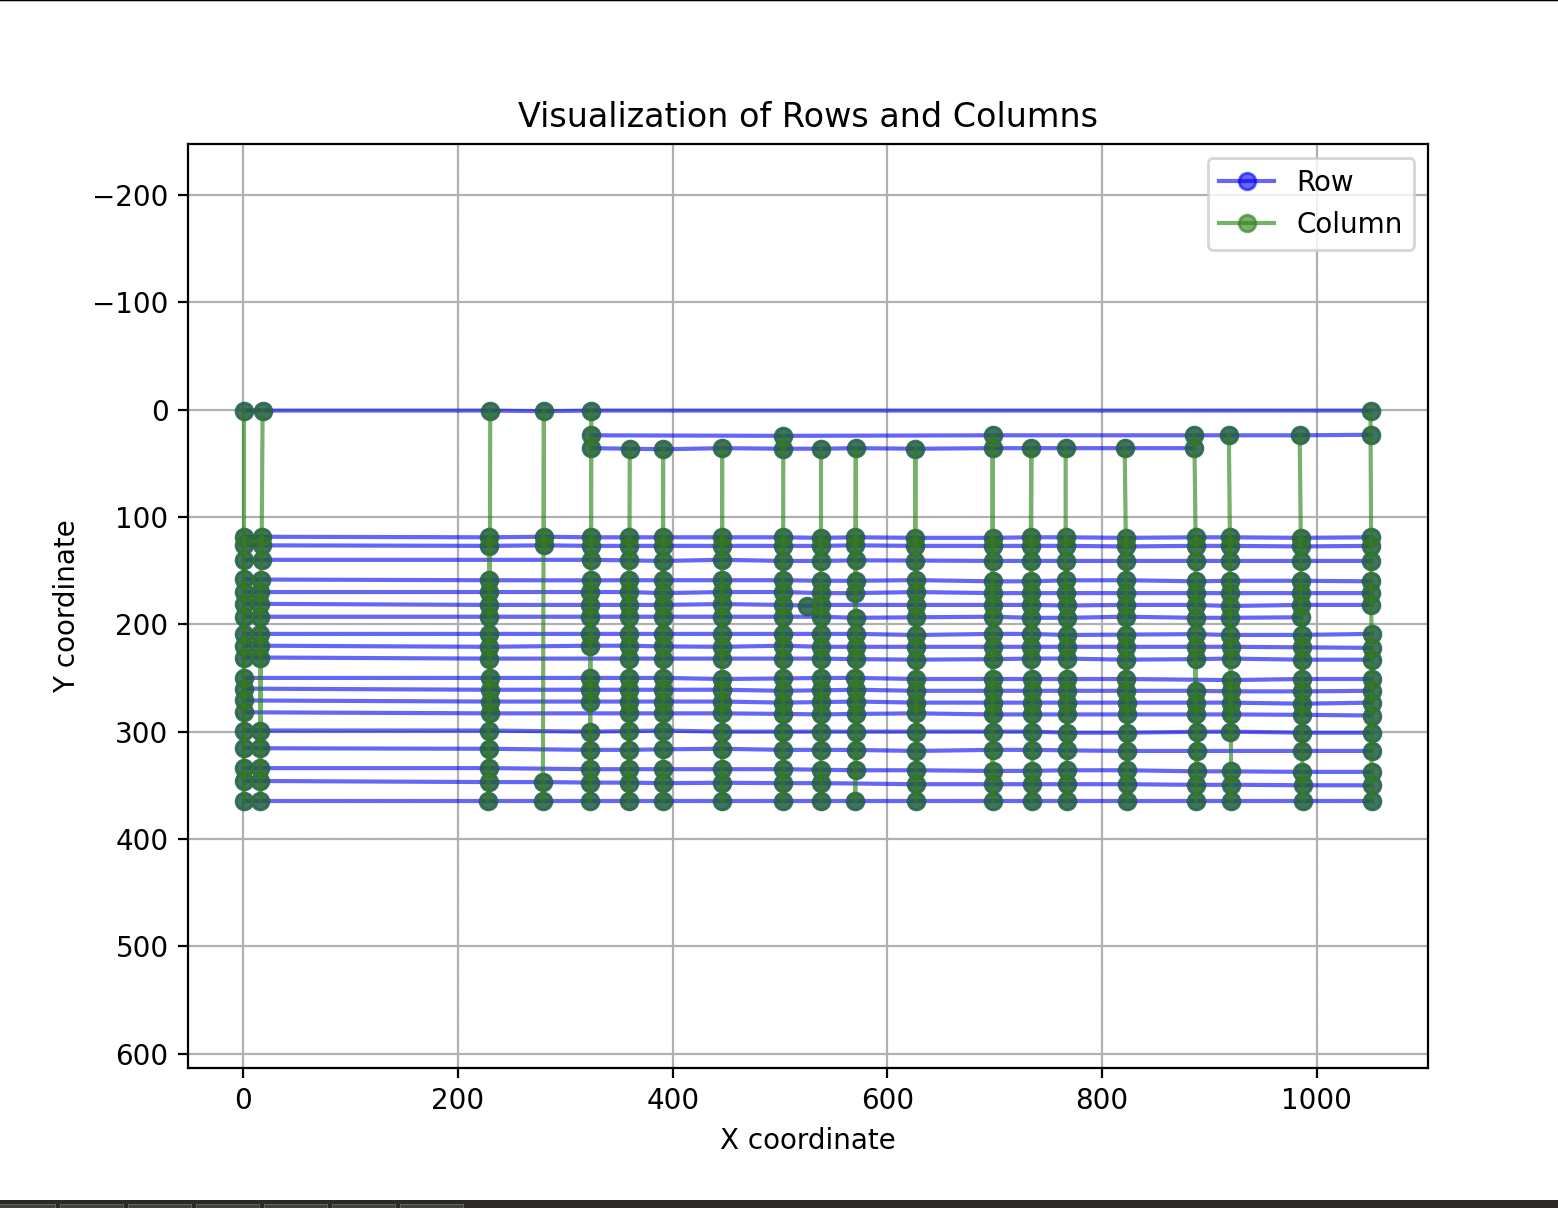 Visualization of Rows and Columns
Row
Column
−200
−100
0
100
200
300
400
500
600
Y coordinate
0 200 400 600 800 1000
X coordinate